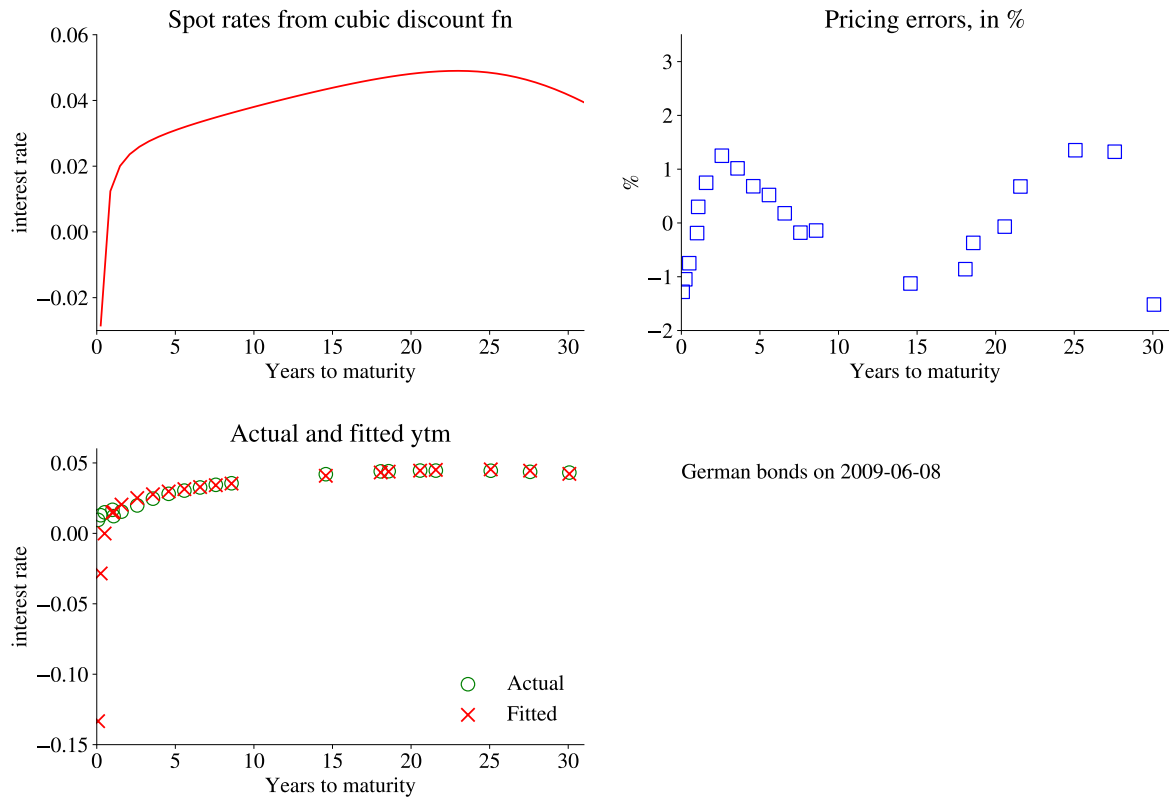 Spot rates from cubic discount fn
0.06
0.04
0.02
0.00
−0.02
interest rate
0 5 10 15 20 25 30
Years to maturity
Pricing errors, in %
3
2
1
0
−1
−2
%
0 5 10 15 20 25 30
Years to maturity
Actual and fitted ytm
0.05
0.00
−0.05
−0.10
−0.15
interest rate
Actual
Fitted
0 5 10 15 20 25 30
Years to maturity
German bonds on 2009-06-08